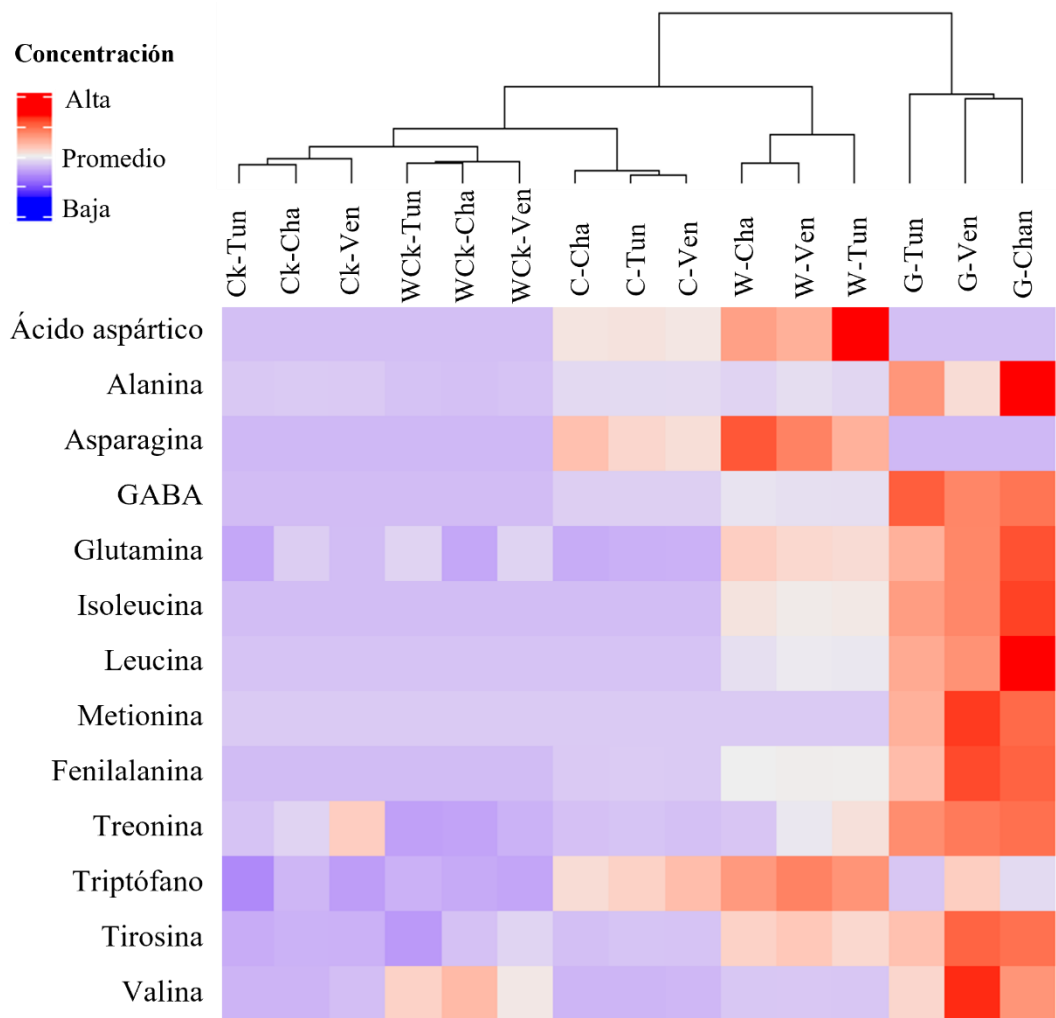 Concentración
Alta
Promedio
Baja
Ck-Tun
Ck-Cha
Ck-Ven
WCk-Tun
WCk-Cha
WCk-Ven
C-Cha
C-Tun
C-Ven
W-Cha
W-Ven
W-Tun
G-Tun
G-Ven
G-Chan
Ácido aspártico
Alanina
Asparagina
GABA
Glutamina
Isoleucina
Leucina
Metionina
Fenilalanina
Treonina
Triptófano
Tirosina
Valina